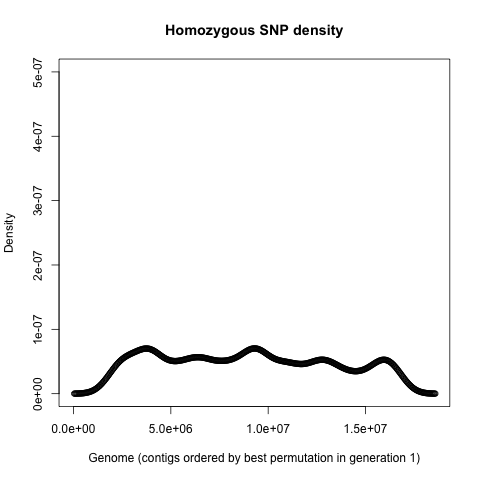 Homozygous SNP density
5e-07
4e-07
3e-07
2e-07
1e-07
0e+00
Density
0.0e+00 5.0e+06 1.0e+07 1.5e+07
Genome (contigs ordered by best permutation in generation 1)